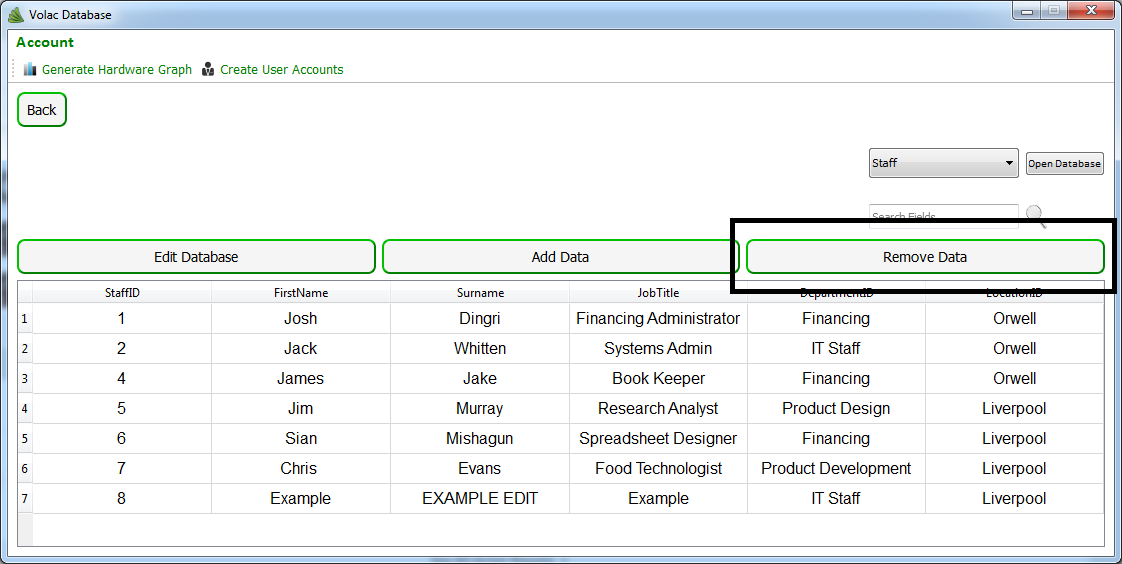 Volac Database
Account
Generate Hardware Graph Create User Accounts
Back
Staff Open Database
Search Fields
Edit Database Add Data Remove Data
StaffID FirstName Surname JobTitle DepartmentID LocationID
1 1 Josh Dingri Financing Administrator Financing Orwell
2 2 Jack Whitten Systems Admin IT Staff Orwell
3 4 James Jake Book Keeper Financing Orwell
4 5 Jim Murray Research Analyst Product Design Liverpool
5 6 Sian Mishagun Spreadsheet Designer Financing Liverpool
6 7 Chris Evans Food Technologist Product Development Liverpool
7 8 Example EXAMPLE EDIT Example IT Staff Liverpool